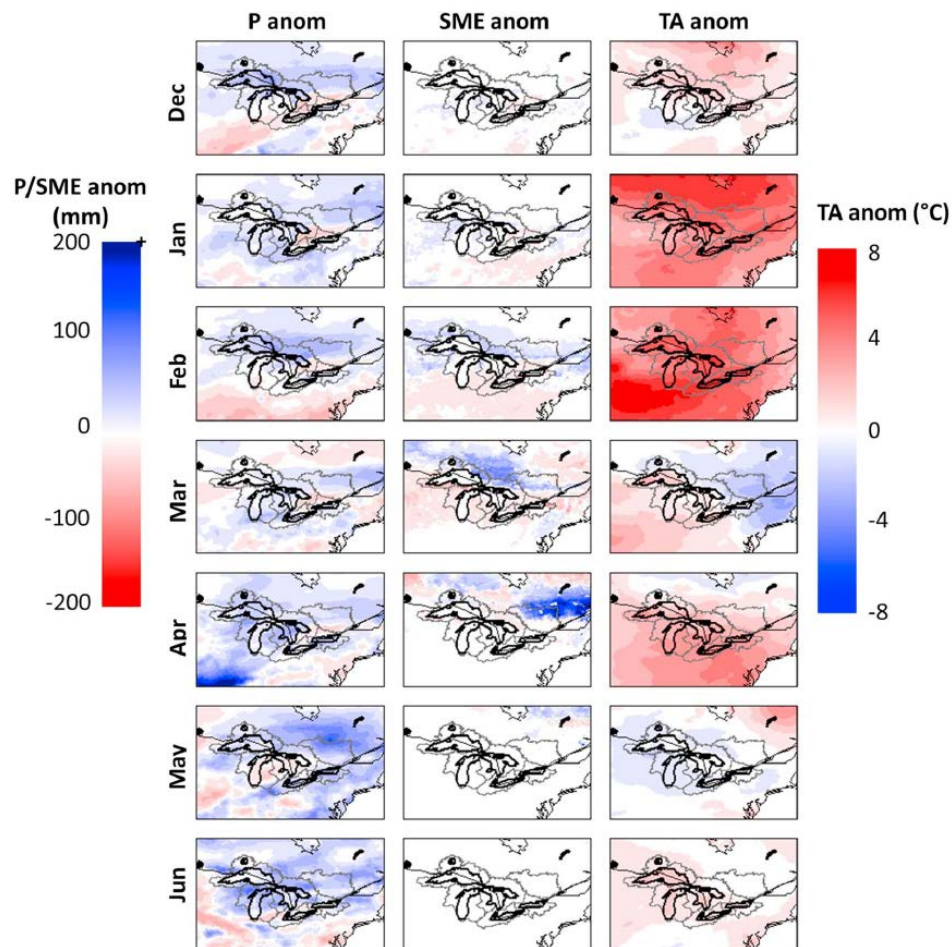 P anom SME anom TA anom
Dec
P/SME anom
(mm)
200
+
100
0
-100
-200
Jan
Feb
Mar
Apr
May
Jun
TA anom (°C)
8
4
0
-4
-8